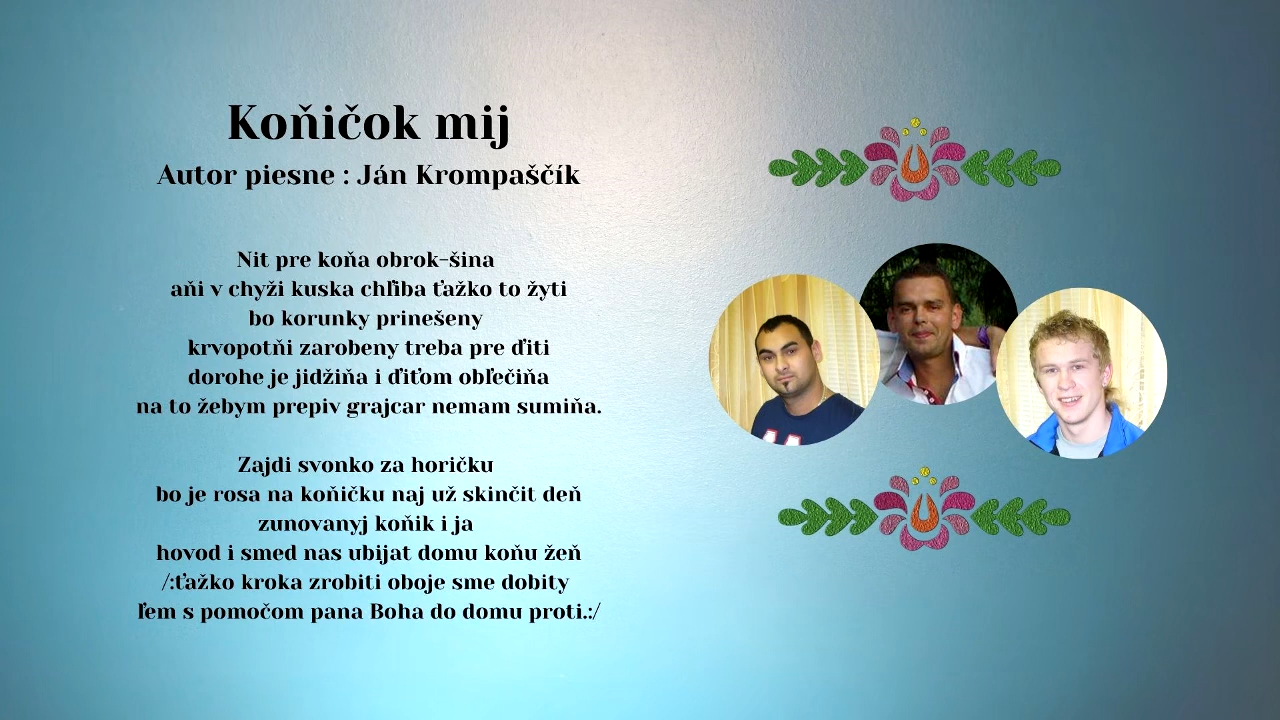 Koňičok mij
Autor piesne : Ján Krompaščík
Nit pre koňa obrok-šina
aňi v chyži kuska chľiba ťažko to žyti
bo korunky prinešeny
krvopotňi zarobeny treba pre ďiti
dorohe je jidžiňa i ďiťom obľečiňa
na to žebym prepiv grajcar nemam sumiňa.
Zajdi svonko za horičku
bo je rosa na koňičku naj už skinčit deň
zunovanyj koňik i ja
hovod i smed nas ubijat domu koňu žeň
/:ťažko kroka zrobiti oboje sme dobity
ľem s pomočom pana Boha do domu proti.:/